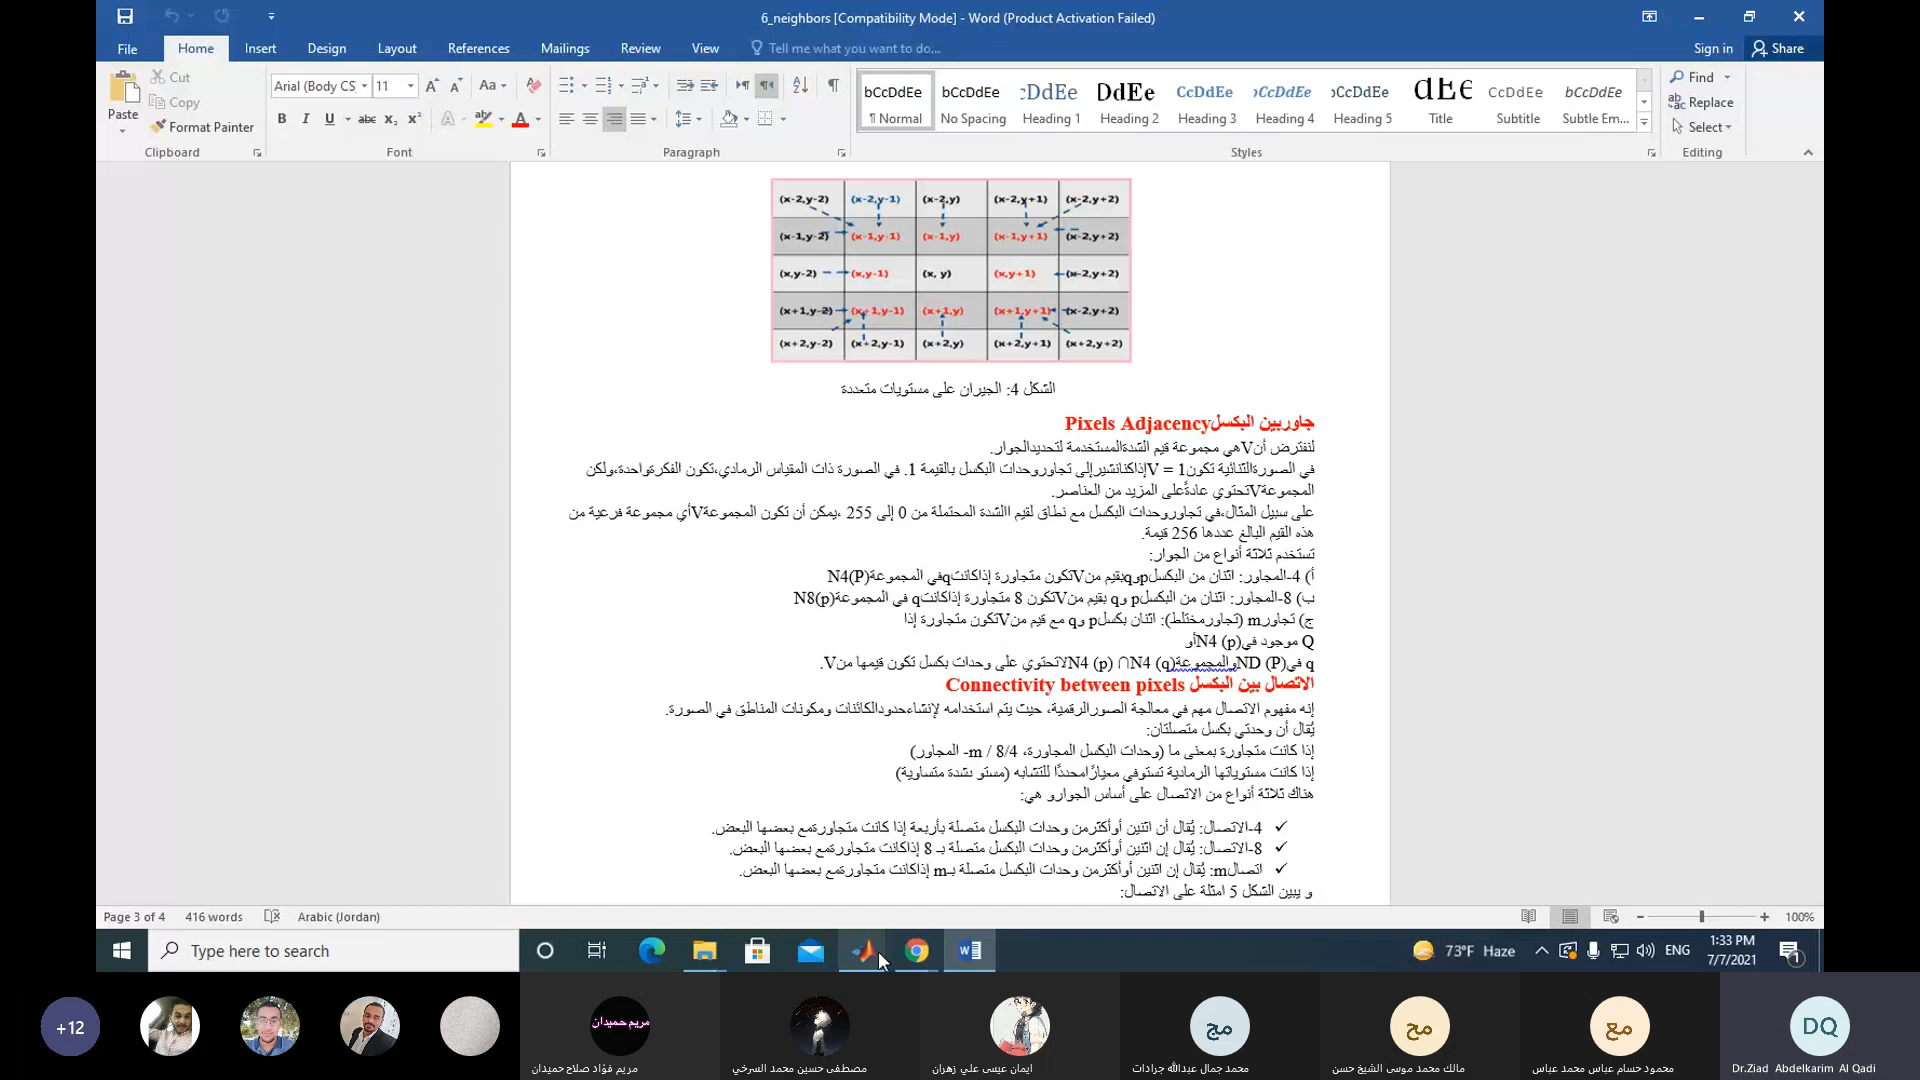 6_neighbors [Compatibility Mode] - Word (Product Activation Failed)
File Home Insert Design Layout References Mailings Review View Tell me what you want to do... Sign in Share
Cut
Copy
Format Painter
Paste
Arial (Body CS 11
bCcDdEe bCcDdEe CcDdEe DdEe CcDdEe bCcDdEe bCcDdEe dEe CcDdEe bCcDdEe
¶ Normal No Spacing Heading 1 Heading 2 Heading 3 Heading 4 Heading 5 Title Subtitle Subtle Em...
Find
Replace
Select
Clipboard Font Paragraph Styles Editing
(x-2,y-2) (x-2,y-1) (x-2,y) (x-2,y+1) (x-2,y+2)
(x-1,y-2) (x-1,y-1) (x-1,y) (x-1,y+1) (x-2,y+2)
(x,y-2) (x,y-1) (x, y) (x,y+1) (x-2,y+2)
(x+1,y-2) (x+1,y-1) (x+1,y) (x+1,y+1) (x-2,y+2)
(x+2,y-2) (x+2,y-1) (x+2,y) (x+2,y+1) (x+2,y+2)
الشكل 4: الجيران على مستويات متعددة
جاوربين البكسلPixels Adjacency
لنفترض أنVهي مجموعة قيم الشدةالمستخدمة لتحديدالجوار.
في الصورةالثنائية تكونV = 1إذاكنانشيرإلى تجاوروحدات البكسل بالقيمة 1. في الصورة ذات المقياس الرمادي،تكون الفكرةواحدة،ولكن
المجموعةVتحتوي عادةًعلى المزيد من العناصر.
على سبيل المثال،في تجاوروحدات البكسل مع نطاق لقيم االشدة المحتملة من 0 إلى 255 ،يمكن أن تكون المجموعةVأي مجموعة فرعية من
هذه القيم البالغ عددها 256 قيمة.
تستخدم ثلاثة أنواع من الجوار:
أ) 4-المجاور: اثنان من البكسلpوqبقيم منVتكون متجاورة إذاكانتqفي المجموعةN4(P)
ب) 8-المجاور: اثنان من البكسلp وq بقيم منVتكون 8 متجاورة إذاكانتq في المجموعةN8(p)
ج) تجاورm (تجاورمختلط): اثنان بكسلp وq مع قيم منVتكون متجاورة إذا
Q موجود فيN4 (p)أو
q فيND (P)والمجموعةN4 (p) ∩N4 (q)لاتحتوي على وحدات بكسل تكون قيمها منV.
الاتصال بين البكسل Connectivity between pixels
إنه مفهوم الاتصال مهم في معالجة الصورالرقمية، حيث يتم استخدامه لإنشاءحدودالكائنات ومكونات المناطق في الصورة.
يُقال أن وحدتي بكسل متصلتان:
إذا كانت متجاورة بمعنى ما (وحدات البكسل المجاورة، 8/4 / m- المجاور)
إذا كانت مستوياتها الرمادية تستوفي معيارًامحددًا للتشابه (مستو ىشدة متساوية)
هناك ثلاثة أنواع من الاتصال على أساس الجوارو هي:
✓ 4-الاتصال: يُقال أن اثنين أوأكثرمن وحدات البكسل متصلة بأربعة إذا كانت متجاورةمع بعضها البعض.
✓ 8-الاتصال: يُقال إن اثنين أوأكثرمن وحدات البكسل متصلة بـ 8 إذاكانت متجاورةمع بعضها البعض.
✓ اتصالm: يُقال إن اثنين أوأكثرمن وحدات البكسل متصلة بـm إذاكانت متجاورةمع بعضها البعض.
و يبين الشكل 5 امثلة على الاتصال:
Page 3 of 4 416 words Arabic (Jordan) 100%
Type here to search
73°F Haze ENG
1:33 PM
7/7/2021
1
+12
مريم حميدان
مج
مح
مع
DQ
مريم فؤاد صلاح حميدان
مصطفى حسين محمد السرخي
ايمان عيسى علي زهران
محمد جمال عبدالله جرادات
مالك محمد موسى الشيخ حسن
محمود حسام عباس محمد عباس
Dr.Ziad Abdelkarim Al Qadi